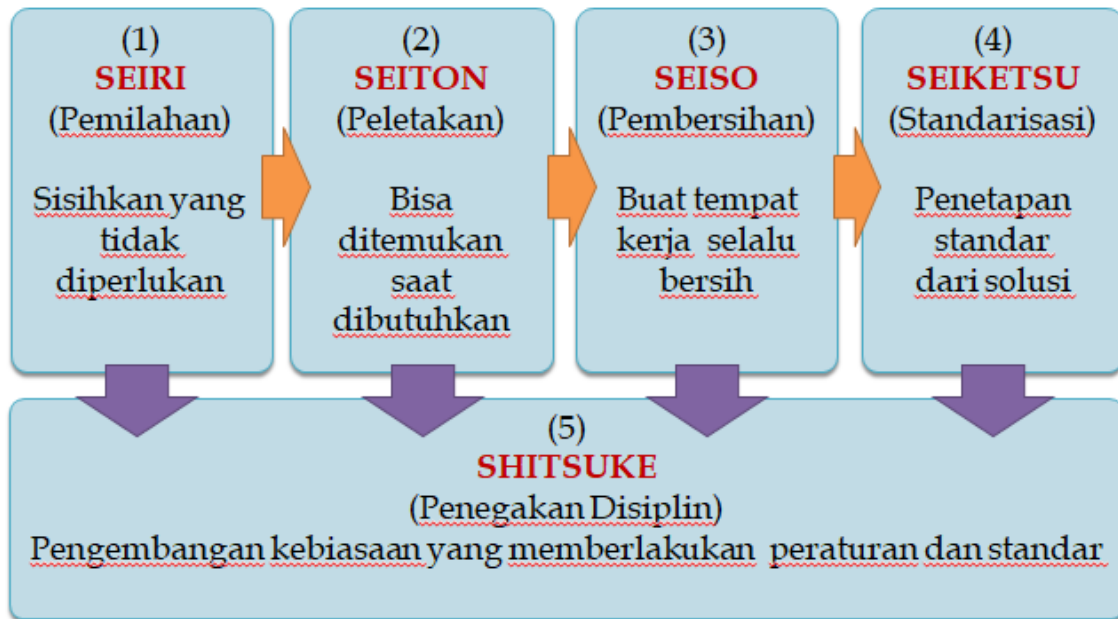 (1)
SEIRI
(Pemilahan)
Sisihkan yang
tidak
diperlukan
(2)
SEITON
(Peletakan)
Bisa
ditemukan
saat
dibutuhkan
(3)
SEISO
(Pembersihan)
Buat tempat
kerja selalu
bersih
(4)
SEIKETSU
(Standarisasi)
Penetapan
standar
dari solusi
(5)
SHITSUKE
(Penegakan Disiplin)
Pengembangan kebiasaan yang memberlakukan peraturan dan standar